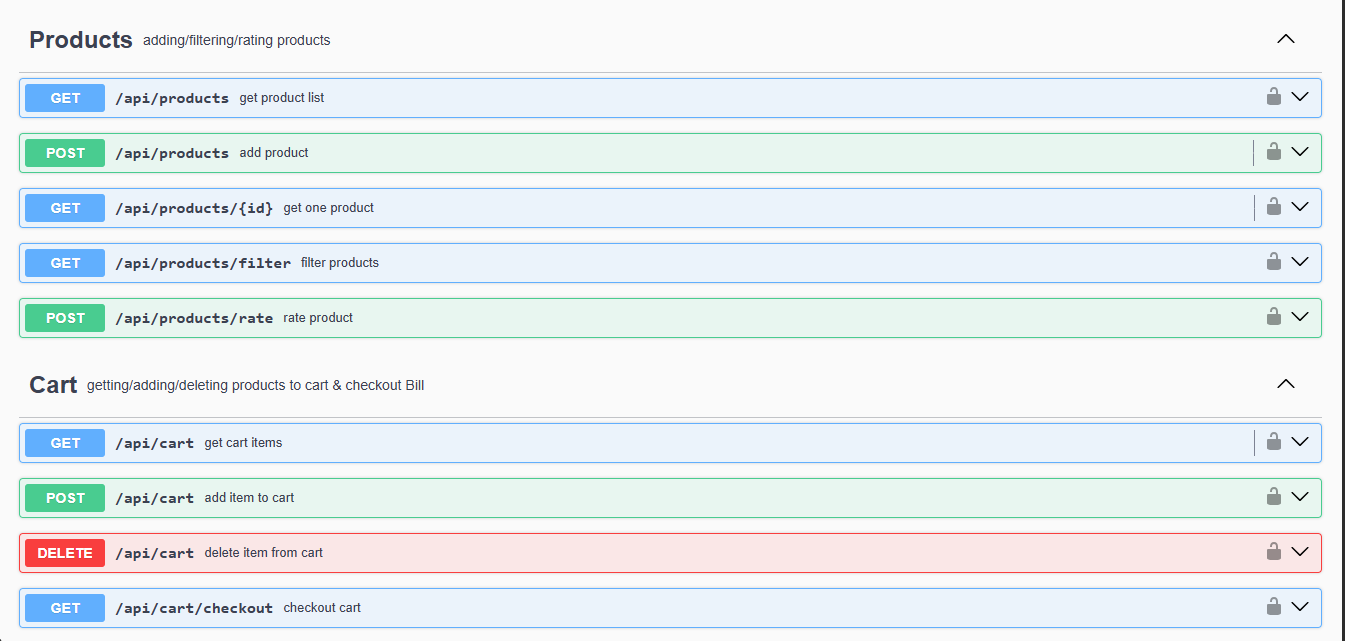 Products adding/filtering/rating products
GET /api/products get product list
POST /api/products add product
GET /api/products/{id} get one product
GET /api/products/filter filter products
POST /api/products/rate rate product
Cart getting/adding/deleting products to cart & checkout Bill
GET /api/cart get cart items
POST /api/cart add item to cart
DELETE /api/cart delete item from cart
GET /api/cart/checkout checkout cart